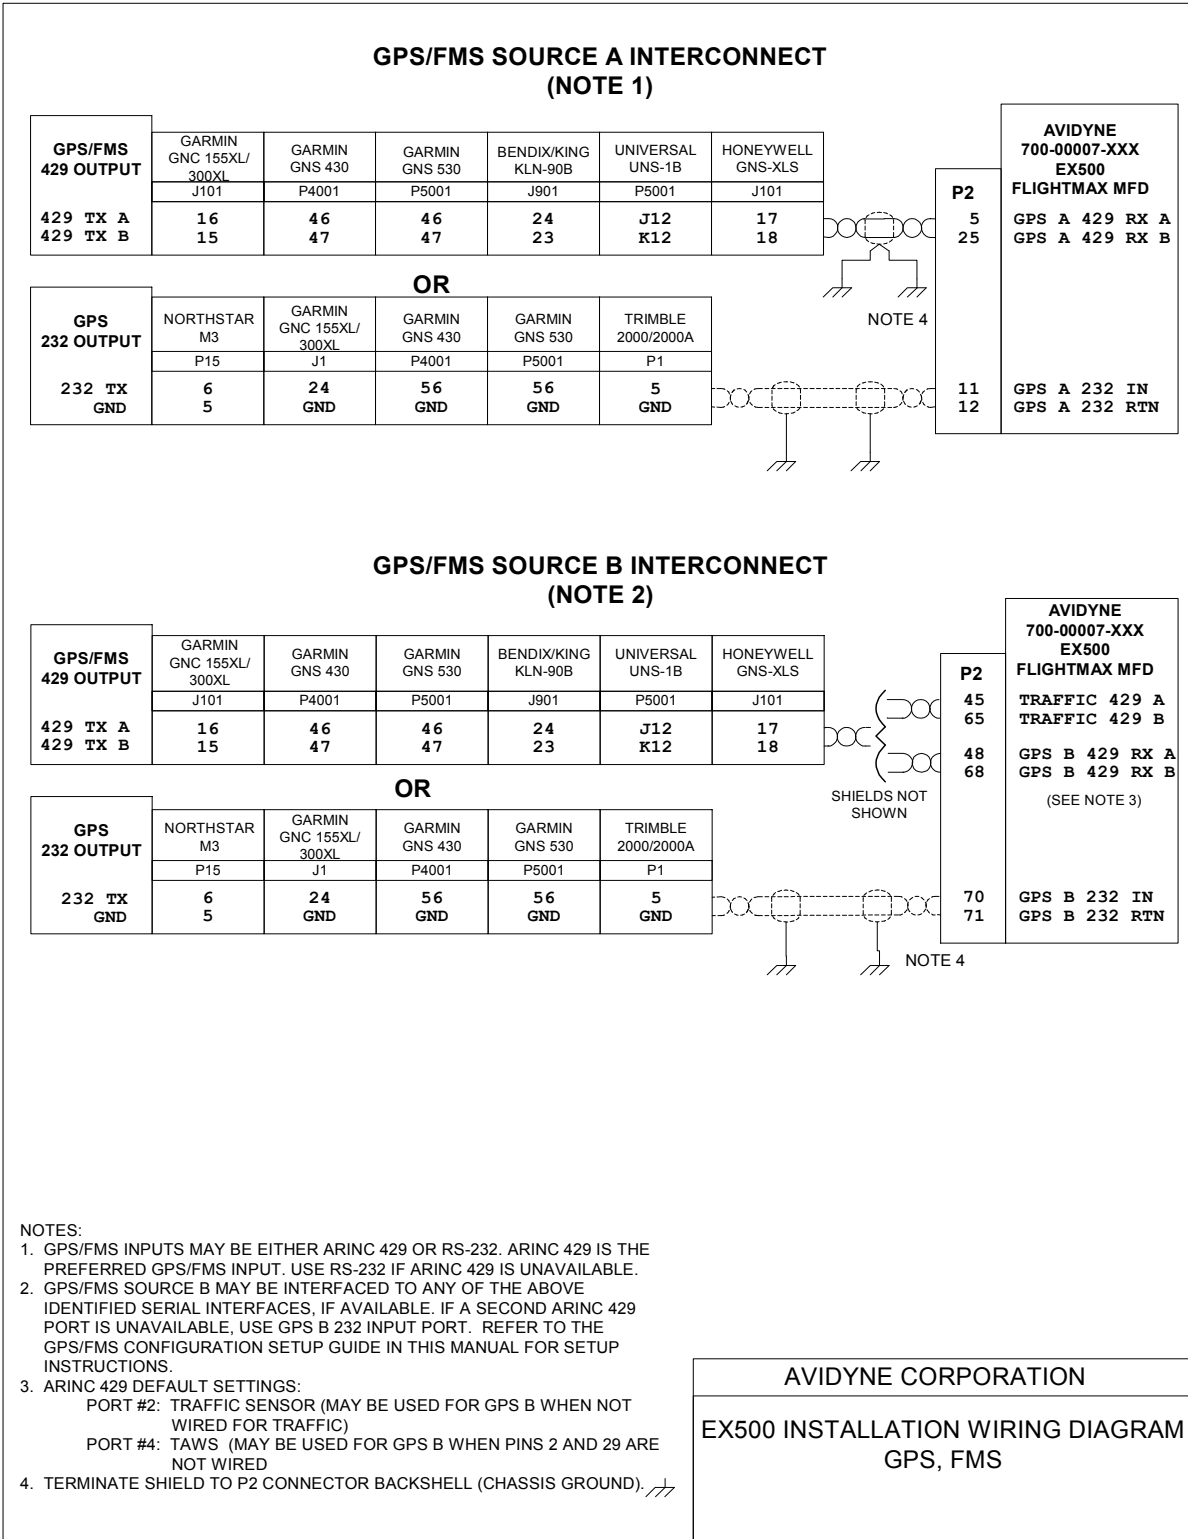 GPS/FMS SOURCE A INTERCONNECT
(NOTE 1)
GPS/FMS
429 OUTPUT
429 TX A
429 TX B
GARMIN
GNC 155XL/
300XL
J101
16
15
GARMIN
GNS 430
P4001
46
47
GARMIN
GNS 530
P5001
46
47
BENDIX/KING
KLN-90B
J901
24
23
UNIVERSAL
UNS-1B
P5001
J12
K12
HONEYWELL
GNS-XLS
J101
17
18
AVIDYNE
700-00007-XXX
EX500
FLIGHTMAX MFD
P2
5 GPS A 429 RX A
25 GPS A 429 RX B
NOTE 4
OR
GPS
232 OUTPUT
232 TX
GND
NORTHSTAR
M3
P15
6
5
GARMIN
GNC 155XL/
300XL
J1
24
GND
GARMIN
GNS 430
P4001
56
GND
GARMIN
GNS 530
P5001
56
GND
TRIMBLE
2000/2000A
P1
5
GND
11 GPS A 232 IN
12 GPS A 232 RTN
GPS/FMS SOURCE B INTERCONNECT
(NOTE 2)
GPS/FMS
429 OUTPUT
429 TX A
429 TX B
GARMIN
GNC 155XL/
300XL
J101
16
15
GARMIN
GNS 430
P4001
46
47
GARMIN
GNS 530
P5001
46
47
BENDIX/KING
KLN-90B
J901
24
23
UNIVERSAL
UNS-1B
P5001
J12
K12
HONEYWELL
GNS-XLS
J101
17
18
SHIELDS NOT
SHOWN
AVIDYNE
700-00007-XXX
EX500
FLIGHTMAX MFD
P2
45 TRAFFIC 429 A
65 TRAFFIC 429 B
48 GPS B 429 RX A
68 GPS B 429 RX B
(SEE NOTE 3)
OR
GPS
232 OUTPUT
232 TX
GND
NORTHSTAR
M3
P15
6
5
GARMIN
GNC 155XL/
300XL
J1
24
GND
GARMIN
GNS 430
P4001
56
GND
GARMIN
GNS 530
P5001
56
GND
TRIMBLE
2000/2000A
P1
5
GND
70 GPS B 232 IN
71 GPS B 232 RTN
NOTE 4
NOTES:
1. GPS/FMS INPUTS MAY BE EITHER ARINC 429 OR RS-232. ARINC 429 IS THE
PREFERRED GPS/FMS INPUT. USE RS-232 IF ARINC 429 IS UNAVAILABLE.
2. GPS/FMS SOURCE B MAY BE INTERFACED TO ANY OF THE ABOVE
IDENTIFIED SERIAL INTERFACES, IF AVAILABLE. IF A SECOND ARINC 429
PORT IS UNAVAILABLE, USE GPS B 232 INPUT PORT. REFER TO THE
GPS/FMS CONFIGURATION SETUP GUIDE IN THIS MANUAL FOR SETUP
INSTRUCTIONS.
3. ARINC 429 DEFAULT SETTINGS:
PORT #2: TRAFFIC SENSOR (MAY BE USED FOR GPS B WHEN NOT
WIRED FOR TRAFFIC)
PORT #4: TAWS (MAY BE USED FOR GPS B WHEN PINS 2 AND 29 ARE
NOT WIRED
4. TERMINATE SHIELD TO P2 CONNECTOR BACKSHELL (CHASSIS GROUND).
AVIDYNE CORPORATION
EX500 INSTALLATION WIRING DIAGRAM
GPS, FMS